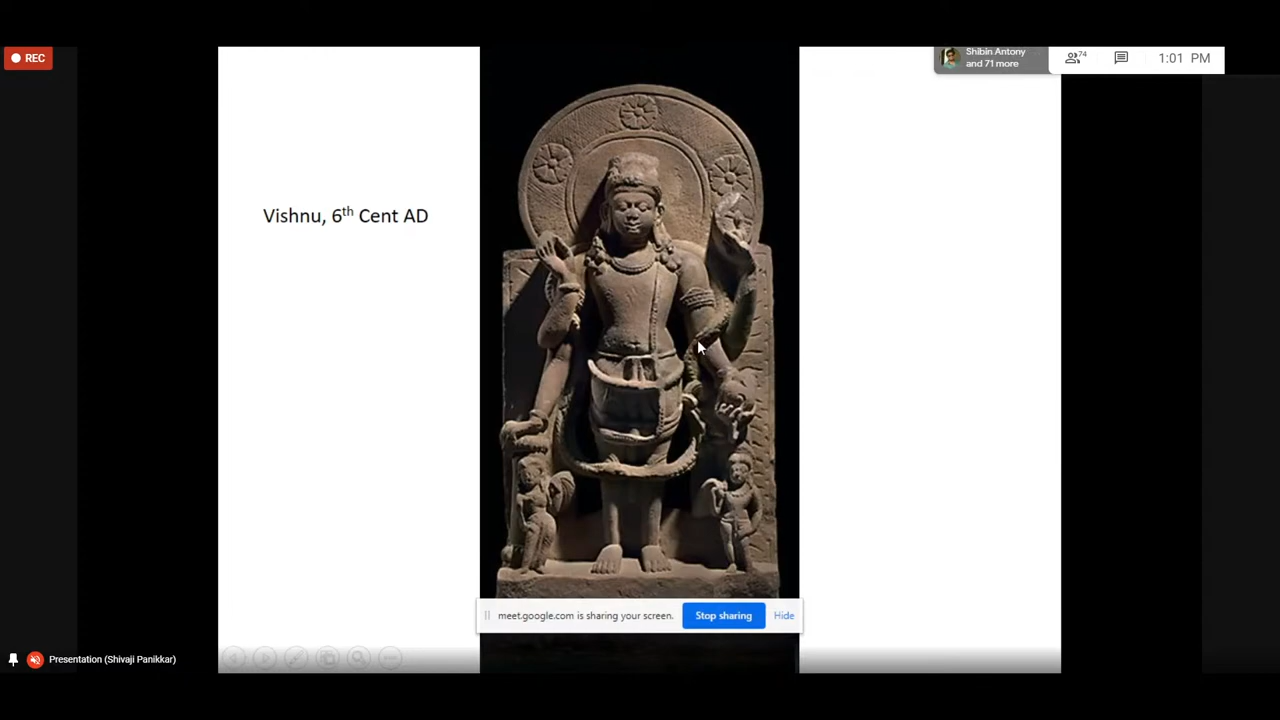 REC
Shibin Antony
and 71 more
74
1:01 PM
Vishnu, 6th Cent AD
meet.google.com is sharing your screen.
Stop sharing
Hide
Presentation (Shivaji Panikkar)